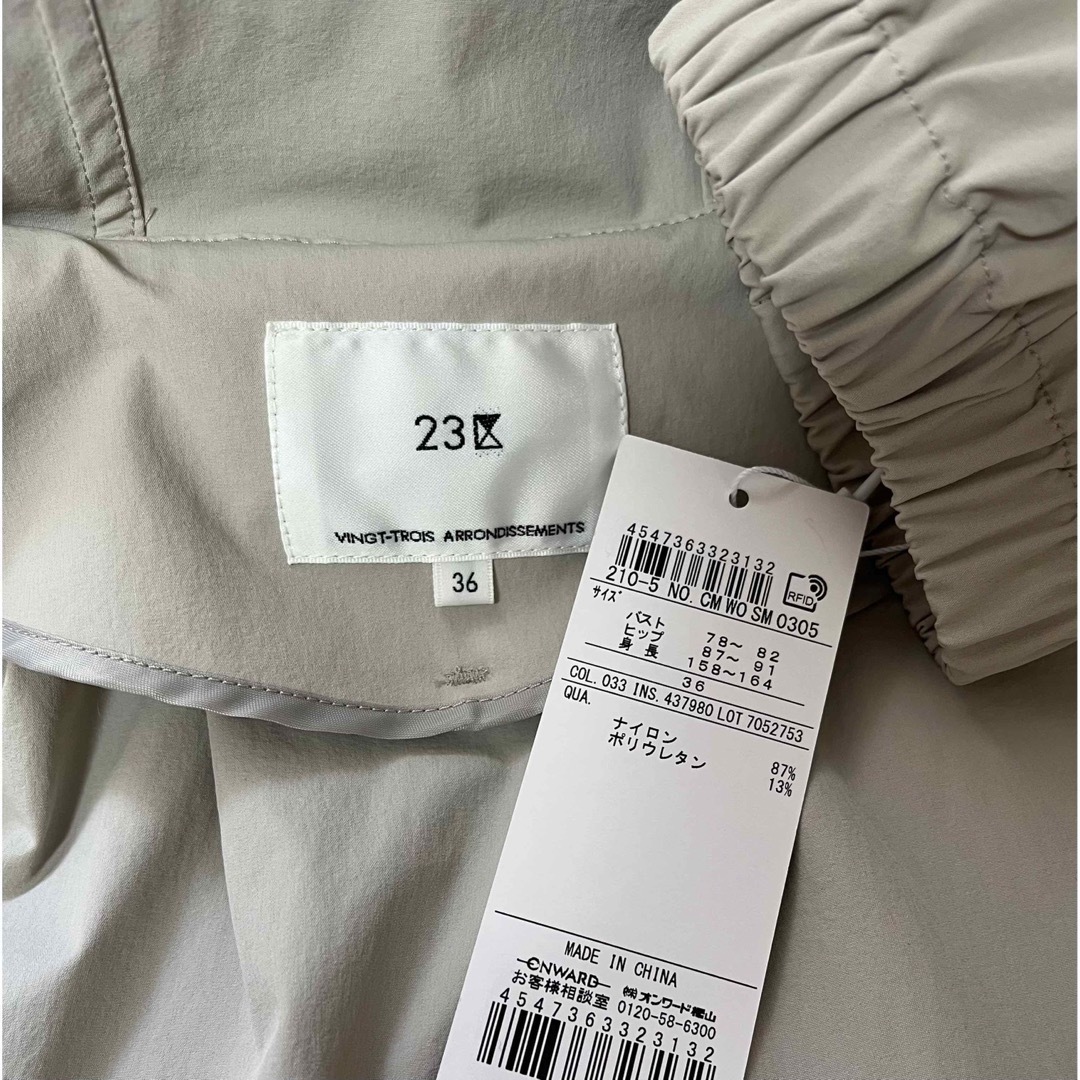 23区
VINGT-TROIS ARRONDISSEMENTS
36
4547363323132
RFID
210-5 NO. CM WO SM 0305
サイズ
バスト 78〜 82
ヒップ 87〜 91
身長 158〜164
36
COL. 033 INS. 437980 LOT 7052753
QUA.
ナイロン 87%
ポリウレタン 13%
MADE IN CHINA
ONWARD ㈱オンワード樫山
お客様相談室 0120-58-6300
4547363323132